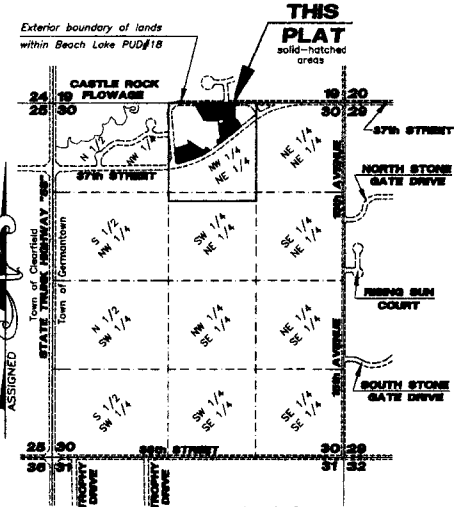 THIS
PLAT
solid-hatched
areas
Exterior boundary of lands
within Beach Lake PUD#18
CASTLE ROCK
FLOWAGE
24 19
25 30
19 20
30 29
37th STREET
N 1/2
NW 1/4
NW 1/4
NE 1/4
NE 1/4
NE 1/4
37th STREET
NORTH STONE
GATE DRIVE
S 1/2
NW 1/4
SW 1/4
NE 1/4
SE 1/4
NE 1/4
AVENUE
Town of Clearfield
STATE TRUNK HIGHWAY
Town of Germantown
RISING SUN
COURT
N 1/2
SW 1/4
NW 1/4
SE 1/4
NE 1/4
SE 1/4
AVENUE
ASSIGNED
SOUTH STONE
GATE DRIVE
S 1/2
SW 1/4
SW 1/4
SE 1/4
SE 1/4
SE 1/4
25 30
36 31
STREET
30 29
31 32
TROPHY
DRIVE
TROPHY
DRIVE